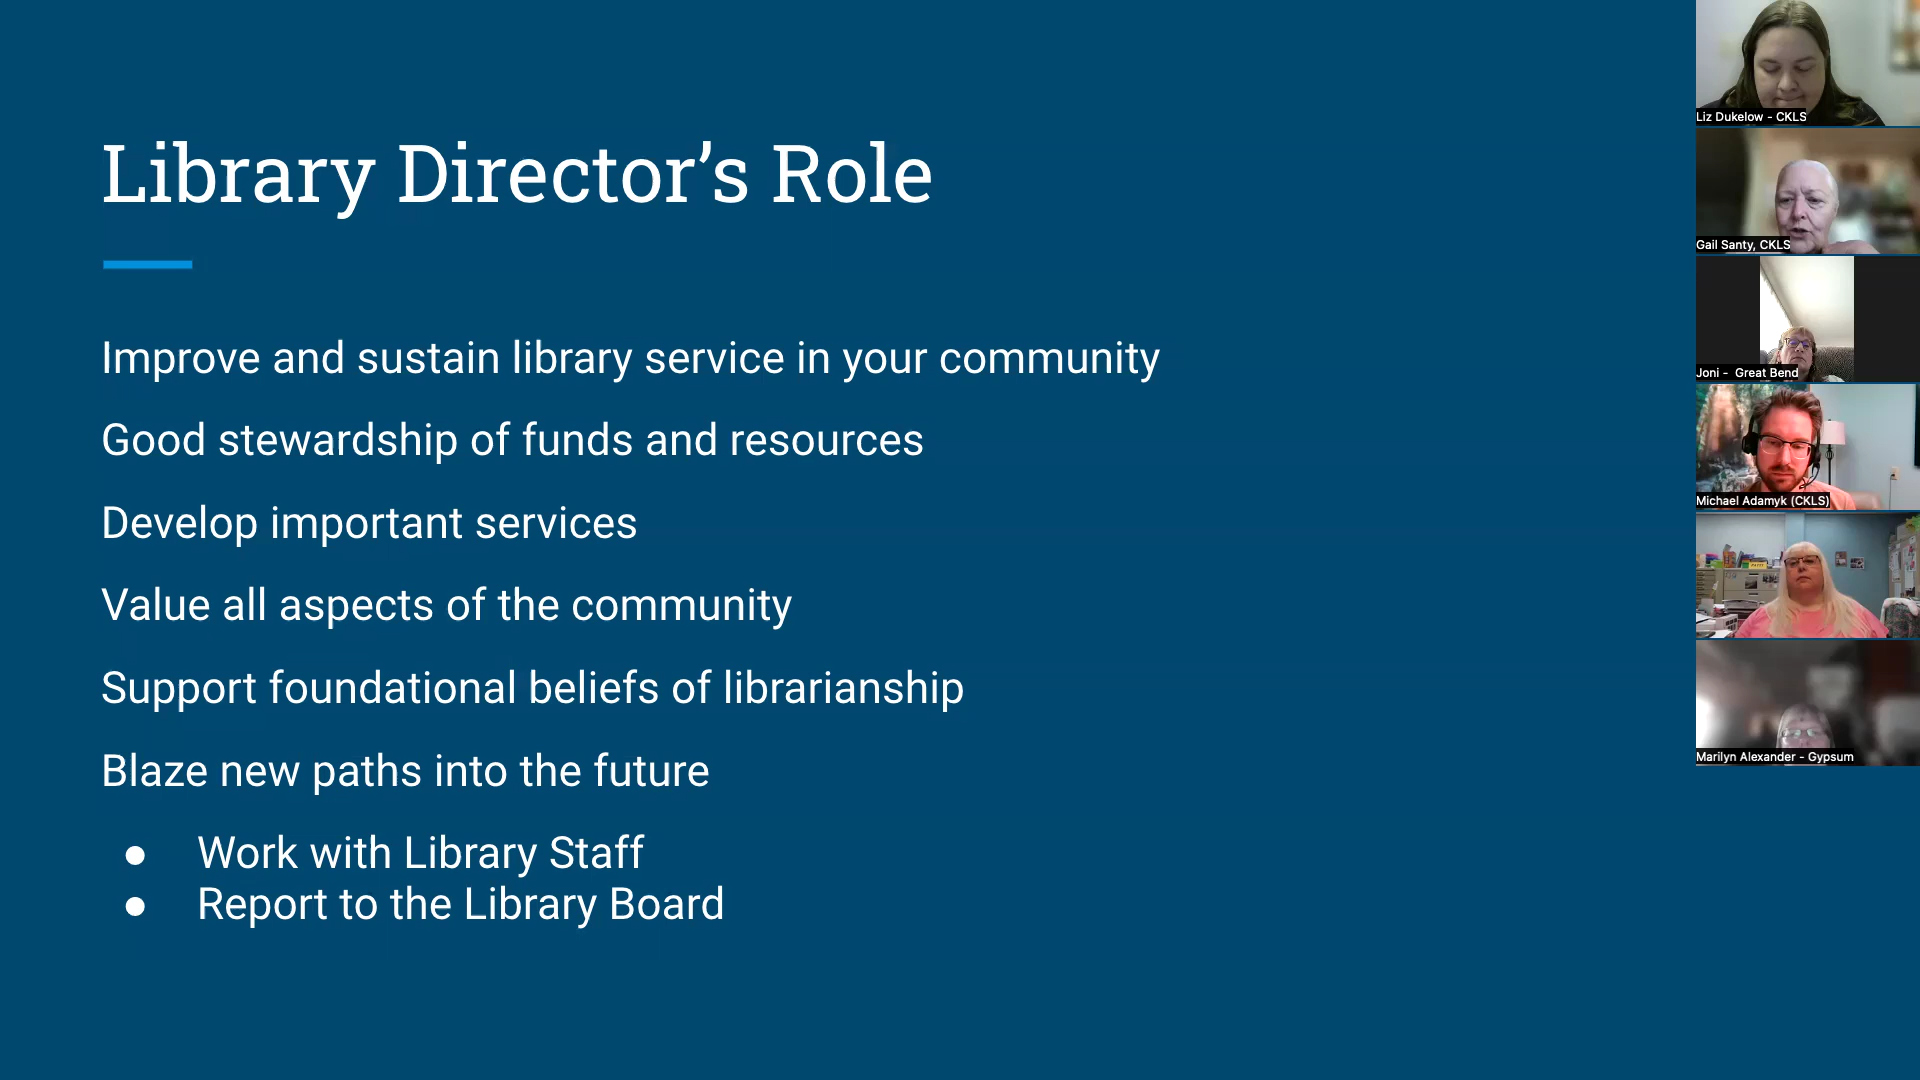 Library Director’s Role
Improve and sustain library service in your community
Good stewardship of funds and resources
Develop important services
Value all aspects of the community
Support foundational beliefs of librarianship
Blaze new paths into the future
● Work with Library Staff
● Report to the Library Board
Liz Dukelow - CKLS
Gail Santy, CKLS
Joni - Great Bend
Michael Adamyk (CKLS)
Marilyn Alexander - Gypsum